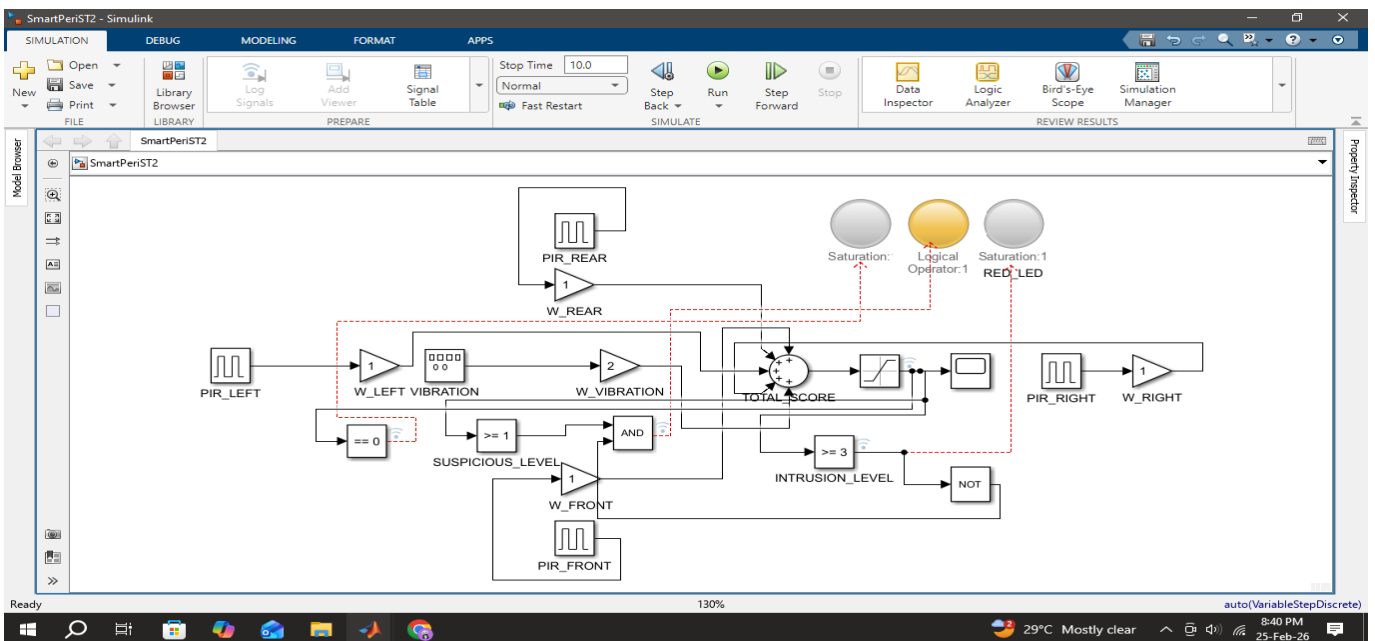 SmartPeriST2 - Simulink
SIMULATION DEBUG MODELING FORMAT APPS
New
Open
Save
Print
FILE
Library Browser
LIBRARY
Log Signals
Add Viewer
Signal Table
PREPARE
Stop Time 10.0
Normal
Fast Restart
Step Back
Run
Step Forward
Stop
SIMULATE
Data Inspector
Logic Analyzer
Bird's-Eye Scope
Simulation Manager
REVIEW RESULTS
Model Browser
SmartPeriST2
SmartPeriST2
Property Inspector
PIR_REAR
1
W_REAR
Saturation:
Logical Operator:1
Saturation:1
RED_LED
PIR_LEFT
1
W_LEFT
VIBRATION
2
W_VIBRATION
TOTAL_SCORE
PIR_RIGHT
1
W_RIGHT
== 0
>= 1
SUSPICIOUS_LEVEL
AND
>= 3
INTRUSION_LEVEL
NOT
1
W_FRONT
PIR_FRONT
Ready
130%
auto(VariableStepDiscrete)
29°C Mostly clear
8:40 PM
25-Feb-26